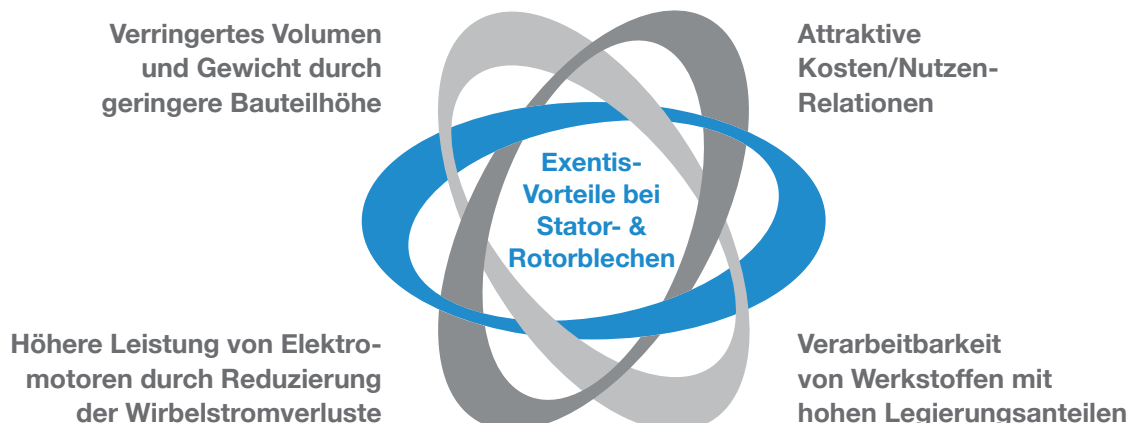 Verringertes Volumen
und Gewicht durch
geringere Bauteilhöhe
Attraktive
Kosten/Nutzen-
Relationen
Exentis-
Vorteile bei
Stator- &
Rotorblechen
Höhere Leistung von Elektro-
motoren durch Reduzierung
der Wirbelstromverluste
Verarbeitbarkeit
von Werkstoffen mit
hohen Legierungsanteilen